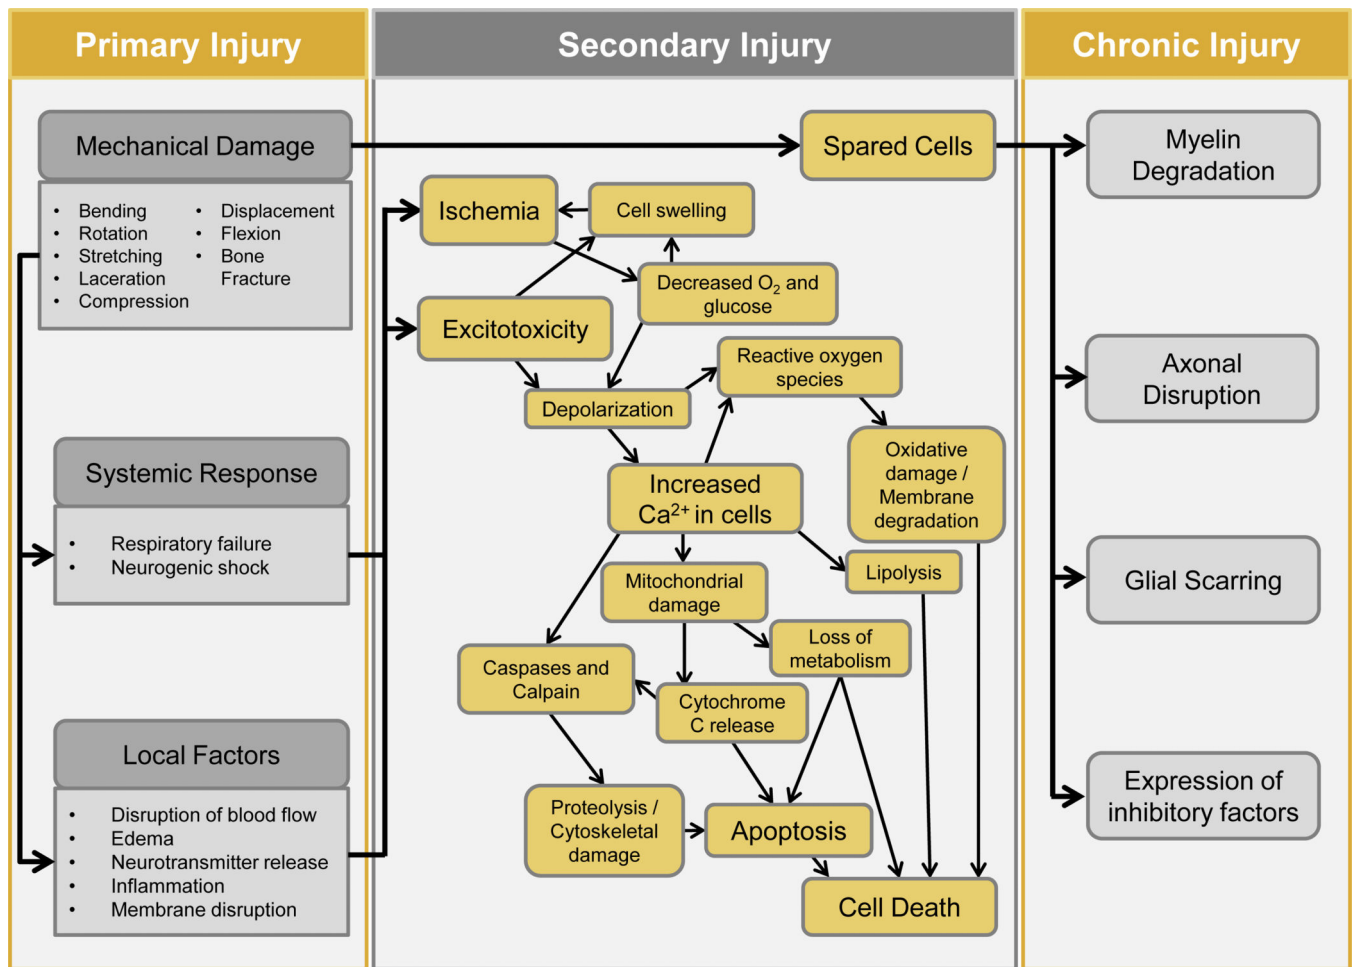 Primary Injury
Secondary Injury
Chronic Injury
Mechanical Damage
• Bending
• Rotation
• Stretching
• Laceration
• Compression
• Displacement
• Flexion
• Bone
Fracture
Systemic Response
• Respiratory failure
• Neurogenic shock
Local Factors
• Disruption of blood flow
• Edema
• Neurotransmitter release
• Inflammation
• Membrane disruption
Spared Cells
Ischemia
Cell swelling
Decreased O₂ and
glucose
Excitotoxicity
Reactive oxygen
species
Depolarization
Oxidative
damage /
Membrane
degradation
Increased
Ca²⁺ in cells
Lipolysis
Mitochondrial
damage
Loss of
metabolism
Caspases and
Calpain
Cytochrome
C release
Proteolysis /
Cytoskeletal
damage
Apoptosis
Cell Death
Myelin
Degradation
Axonal
Disruption
Glial Scarring
Expression of
inhibitory factors